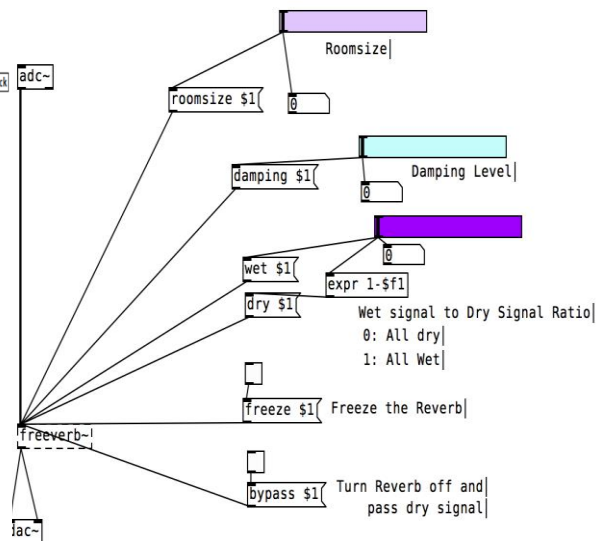 Roomsize
adc~
roomsize $1
0
damping $1
Damping Level
0
0
wet $1
expr 1-$f1
dry $1
Wet signal to Dry Signal Ratio
0: All dry
1: All Wet
freeze $1
Freeze the Reverb
freeverb~
bypass $1
Turn Reverb off and
pass dry signal